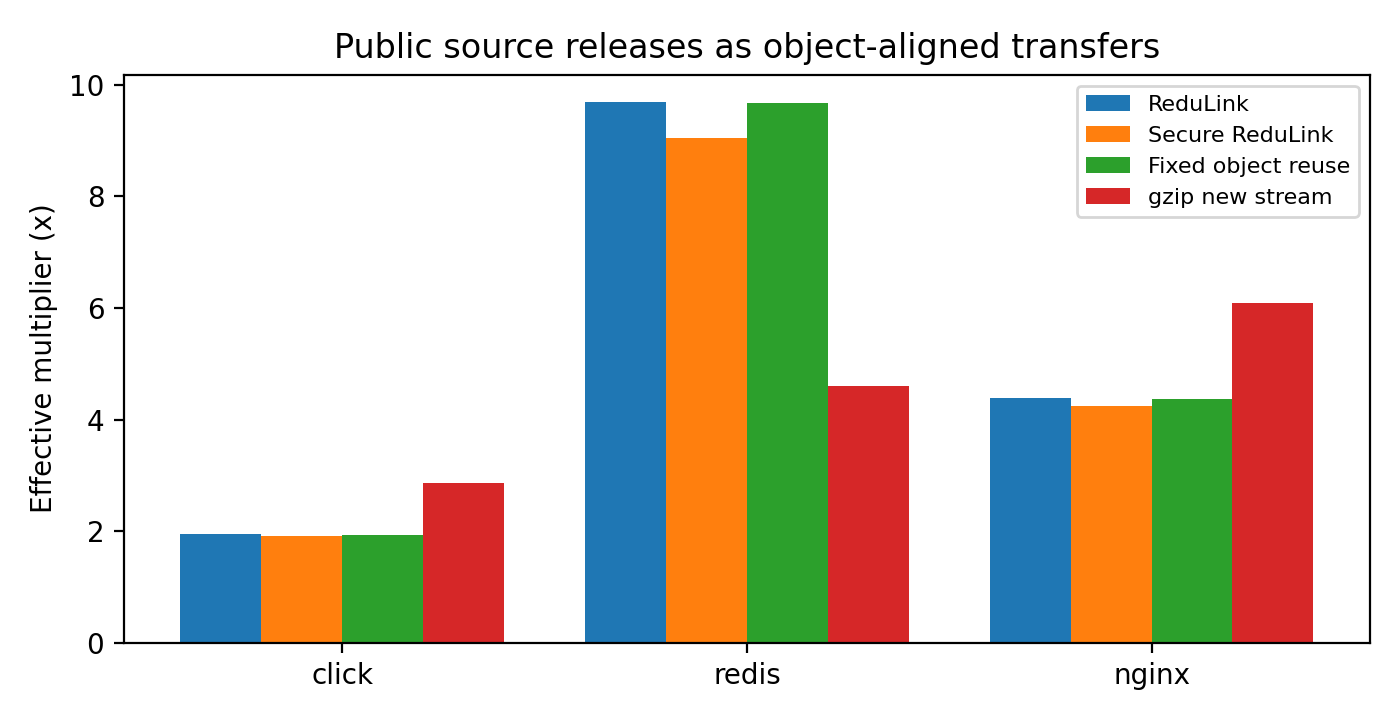 Public source releases as object-aligned transfers
Effective multiplier (x)
10
8
6
4
2
0
ReduLink
Secure ReduLink
Fixed object reuse
gzip new stream
click
redis
nginx